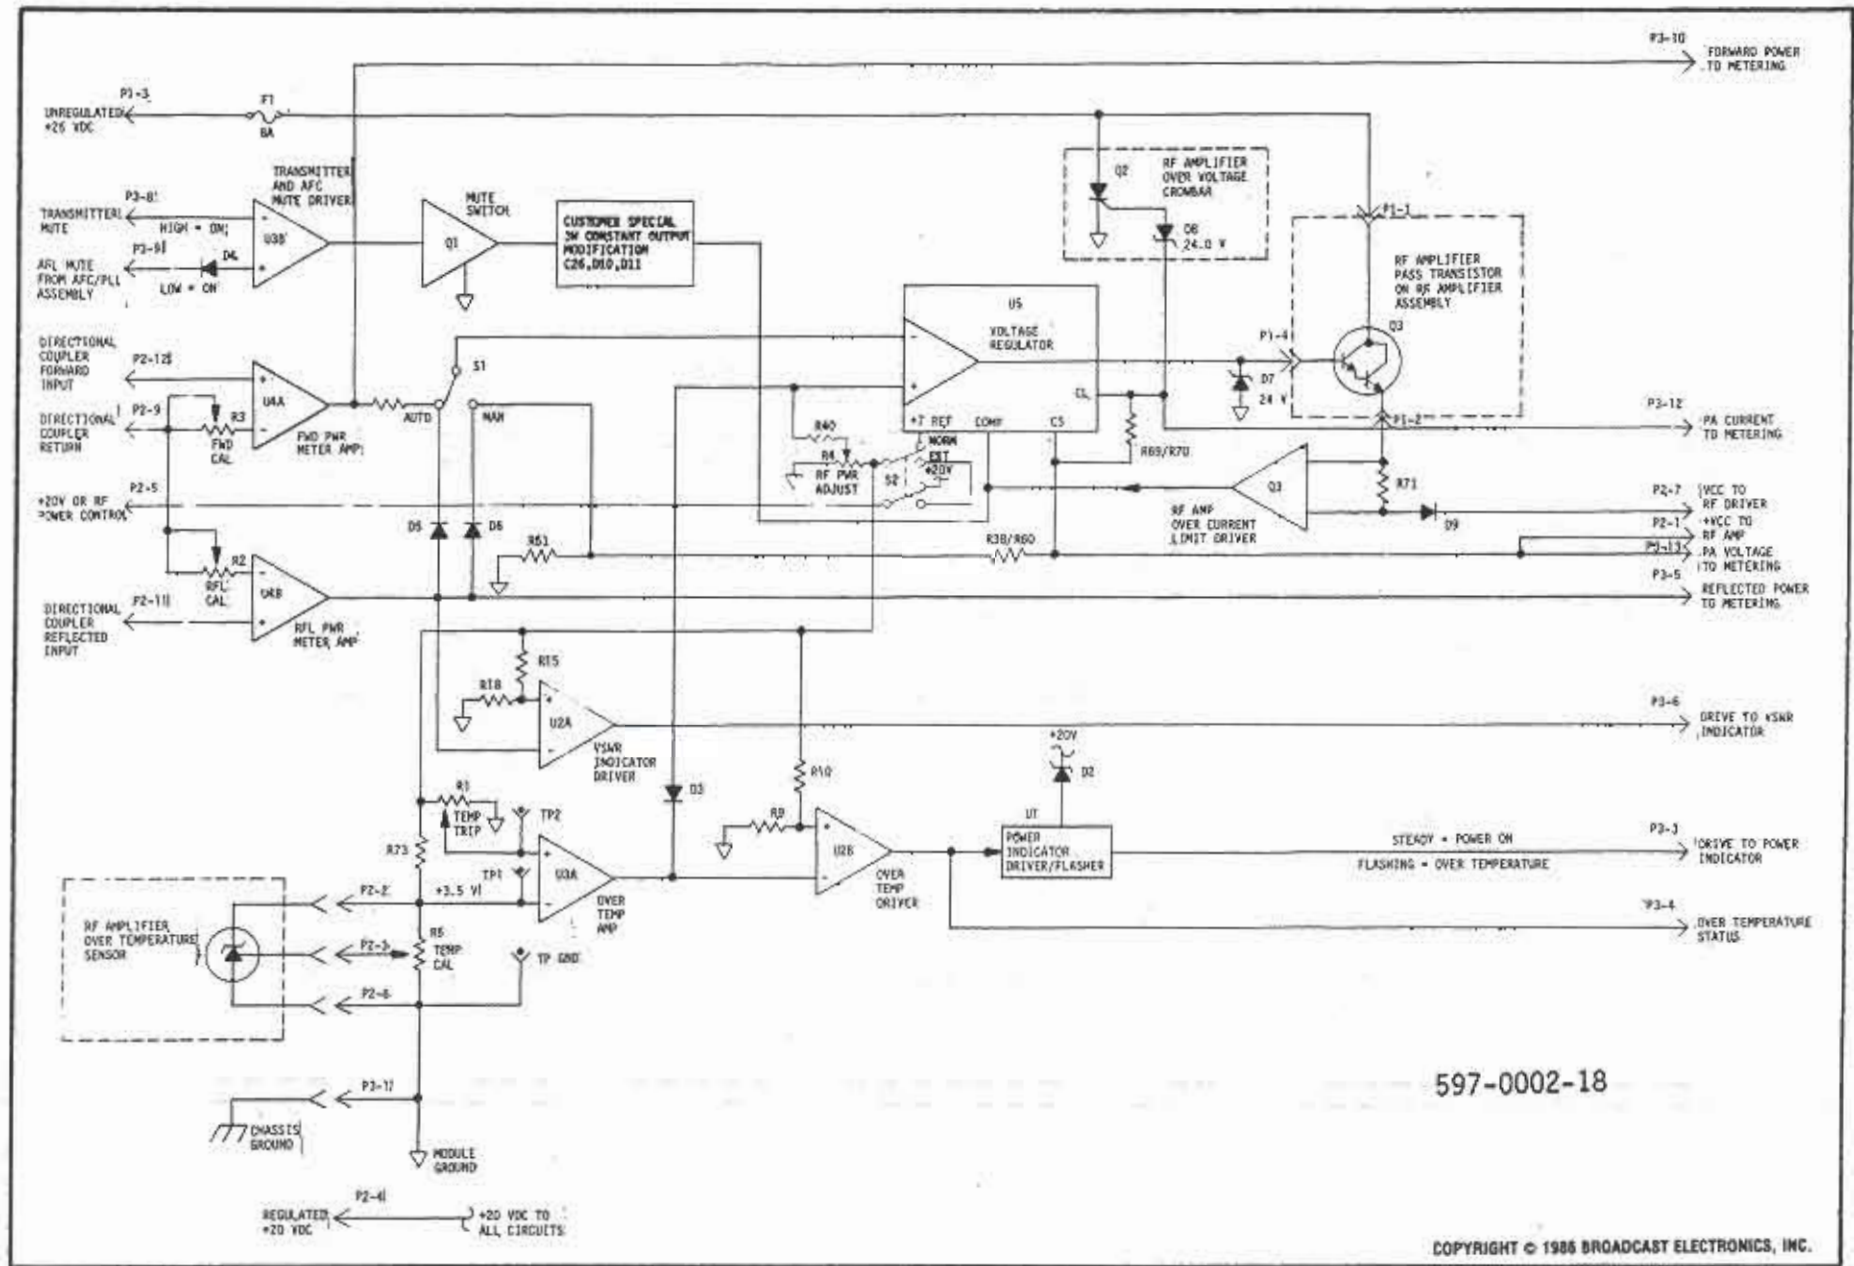 P3-10
FORWARD POWER
TO METERING
P1-3
UNREGULATED
+26 VDC
F1
8A
TRANSMITTER
AND AFC
MUTE DRIVER
P3-8
TRANSMITTER
MUTE
HIGH = ON
U3B
P3-9
D4
AFL MUTE
FROM AFC/PLL
ASSEMBLY
LOW = ON
MUTE
SWITCH
Q1
CUSTOMER SPECIAL
3W CONSTANT OUTPUT
MODIFICATION
C26,D10,D11
Q2
RF AMPLIFIER
OVER VOLTAGE
CROWBAR
D8
24.0 V
P1-1
RF AMPLIFIER
PASS TRANSISTOR
ON RF AMPLIFIER
ASSEMBLY
Q3
U5
VOLTAGE
REGULATOR
P1-4
D7
24 V
CL
+7 REF
COMP
CS
P1-2
DIRECTIONAL
COUPLER
FORWARD
INPUT
P2-12
U4A
S1
AUTO
MAN
DIRECTIONAL
COUPLER
RETURN
P2-9
R3
FWD
CAL
FWD PWR
METER AMP
P3-12
PA CURRENT
TO METERING
R40
R4
RF PWR
ADJUST
NORM
EST
+20V
S2
R69/R70
RF AMP
OVER CURRENT
LIMIT DRIVER
R71
D9
P2-5
+20V OR RF
POWER CONTROL
P2-7
VCC TO
RF DRIVER
P2-1
+VCC TO
RF AMP
PA VOLTAGE
TO METERING
D5
D6
R61
R38/R60
R2
RFL
CAL
U4B
P3-5
REFLECTED POWER
TO METERING
P2-11
DIRECTIONAL
COUPLER
REFLECTED
INPUT
RFL PWR
METER AMP
R15
R18
U2A
VSWR
INDICATOR
DRIVER
P3-6
DRIVE TO VSWR
INDICATOR
+20V
D2
R1
TEMP
TRIP
TP2
D3
R10
R9
R73
TP1
U3A
OVER
TEMP
AMP
U2B
OVER
TEMP
DRIVER
POWER
INDICATOR
DRIVER/FLASHER
STEADY = POWER ON
FLASHING = OVER TEMPERATURE
P3-3
DRIVE TO POWER
INDICATOR
P2-2
+3.5 V
RF AMPLIFIER
OVER TEMPERATURE
SENSOR
P2-3
TEMP
CAL
TP GND
P3-4
OVER TEMPERATURE
STATUS
P2-6
597-0002-18
P3-1
CHASSIS
GROUND
MODULE
GROUND
P2-4
REGULATED
+20 VDC
+20 VDC TO
ALL CIRCUITS
COPYRIGHT © 1986 BROADCAST ELECTRONICS, INC.